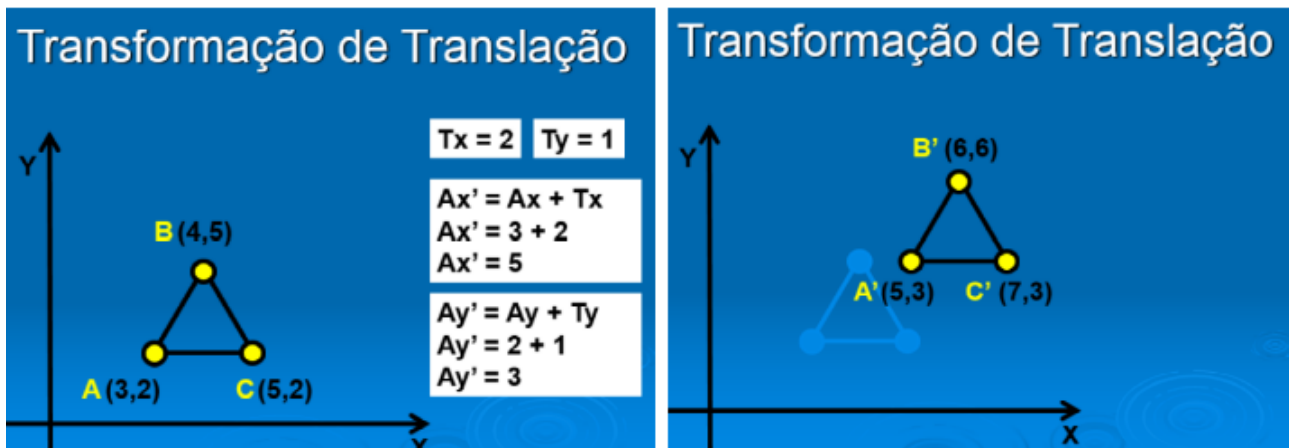 Transformação de Translação
Tx = 2 Ty = 1
Y
Ax' = Ax + Tx
Ax' = 3 + 2
Ax' = 5
B (4,5)
Ay' = Ay + Ty
Ay' = 2 + 1
Ay' = 3
A (3,2) C (5,2)
X
Transformação de Translação
Y
B' (6,6)
A' (5,3) C' (7,3)
X